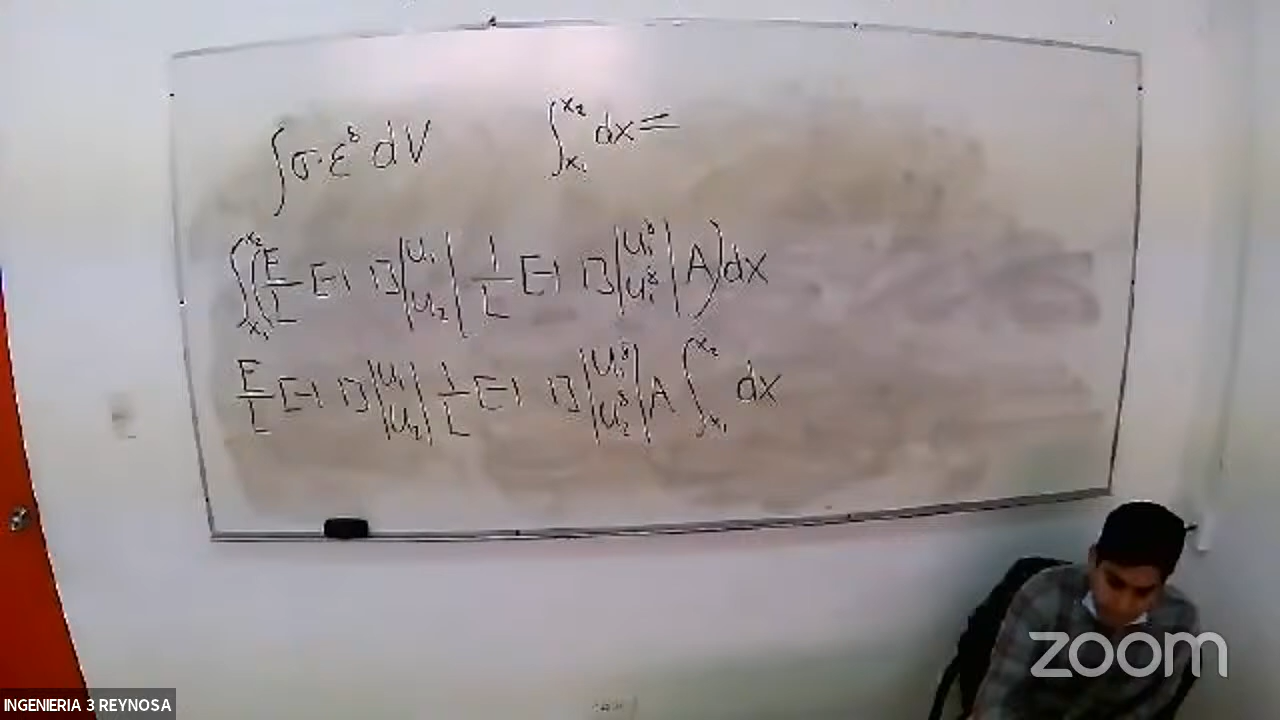 ∫σ·ε^δ dV
∫_{x₁}^{x₂} dx =
∫_{x₁}^{x₂} (E/L [-1 1] |u₁ u₂| 1/L [-1 1] |u₁^δ u₁^δ| A) dx
E/L [-1 1] |u₁ u₂| 1/L [-1 1] |u₁^δ u₂^δ| A ∫_{x₁}^{x₂} dx
zoom
INGENIERIA 3 REYNOSA